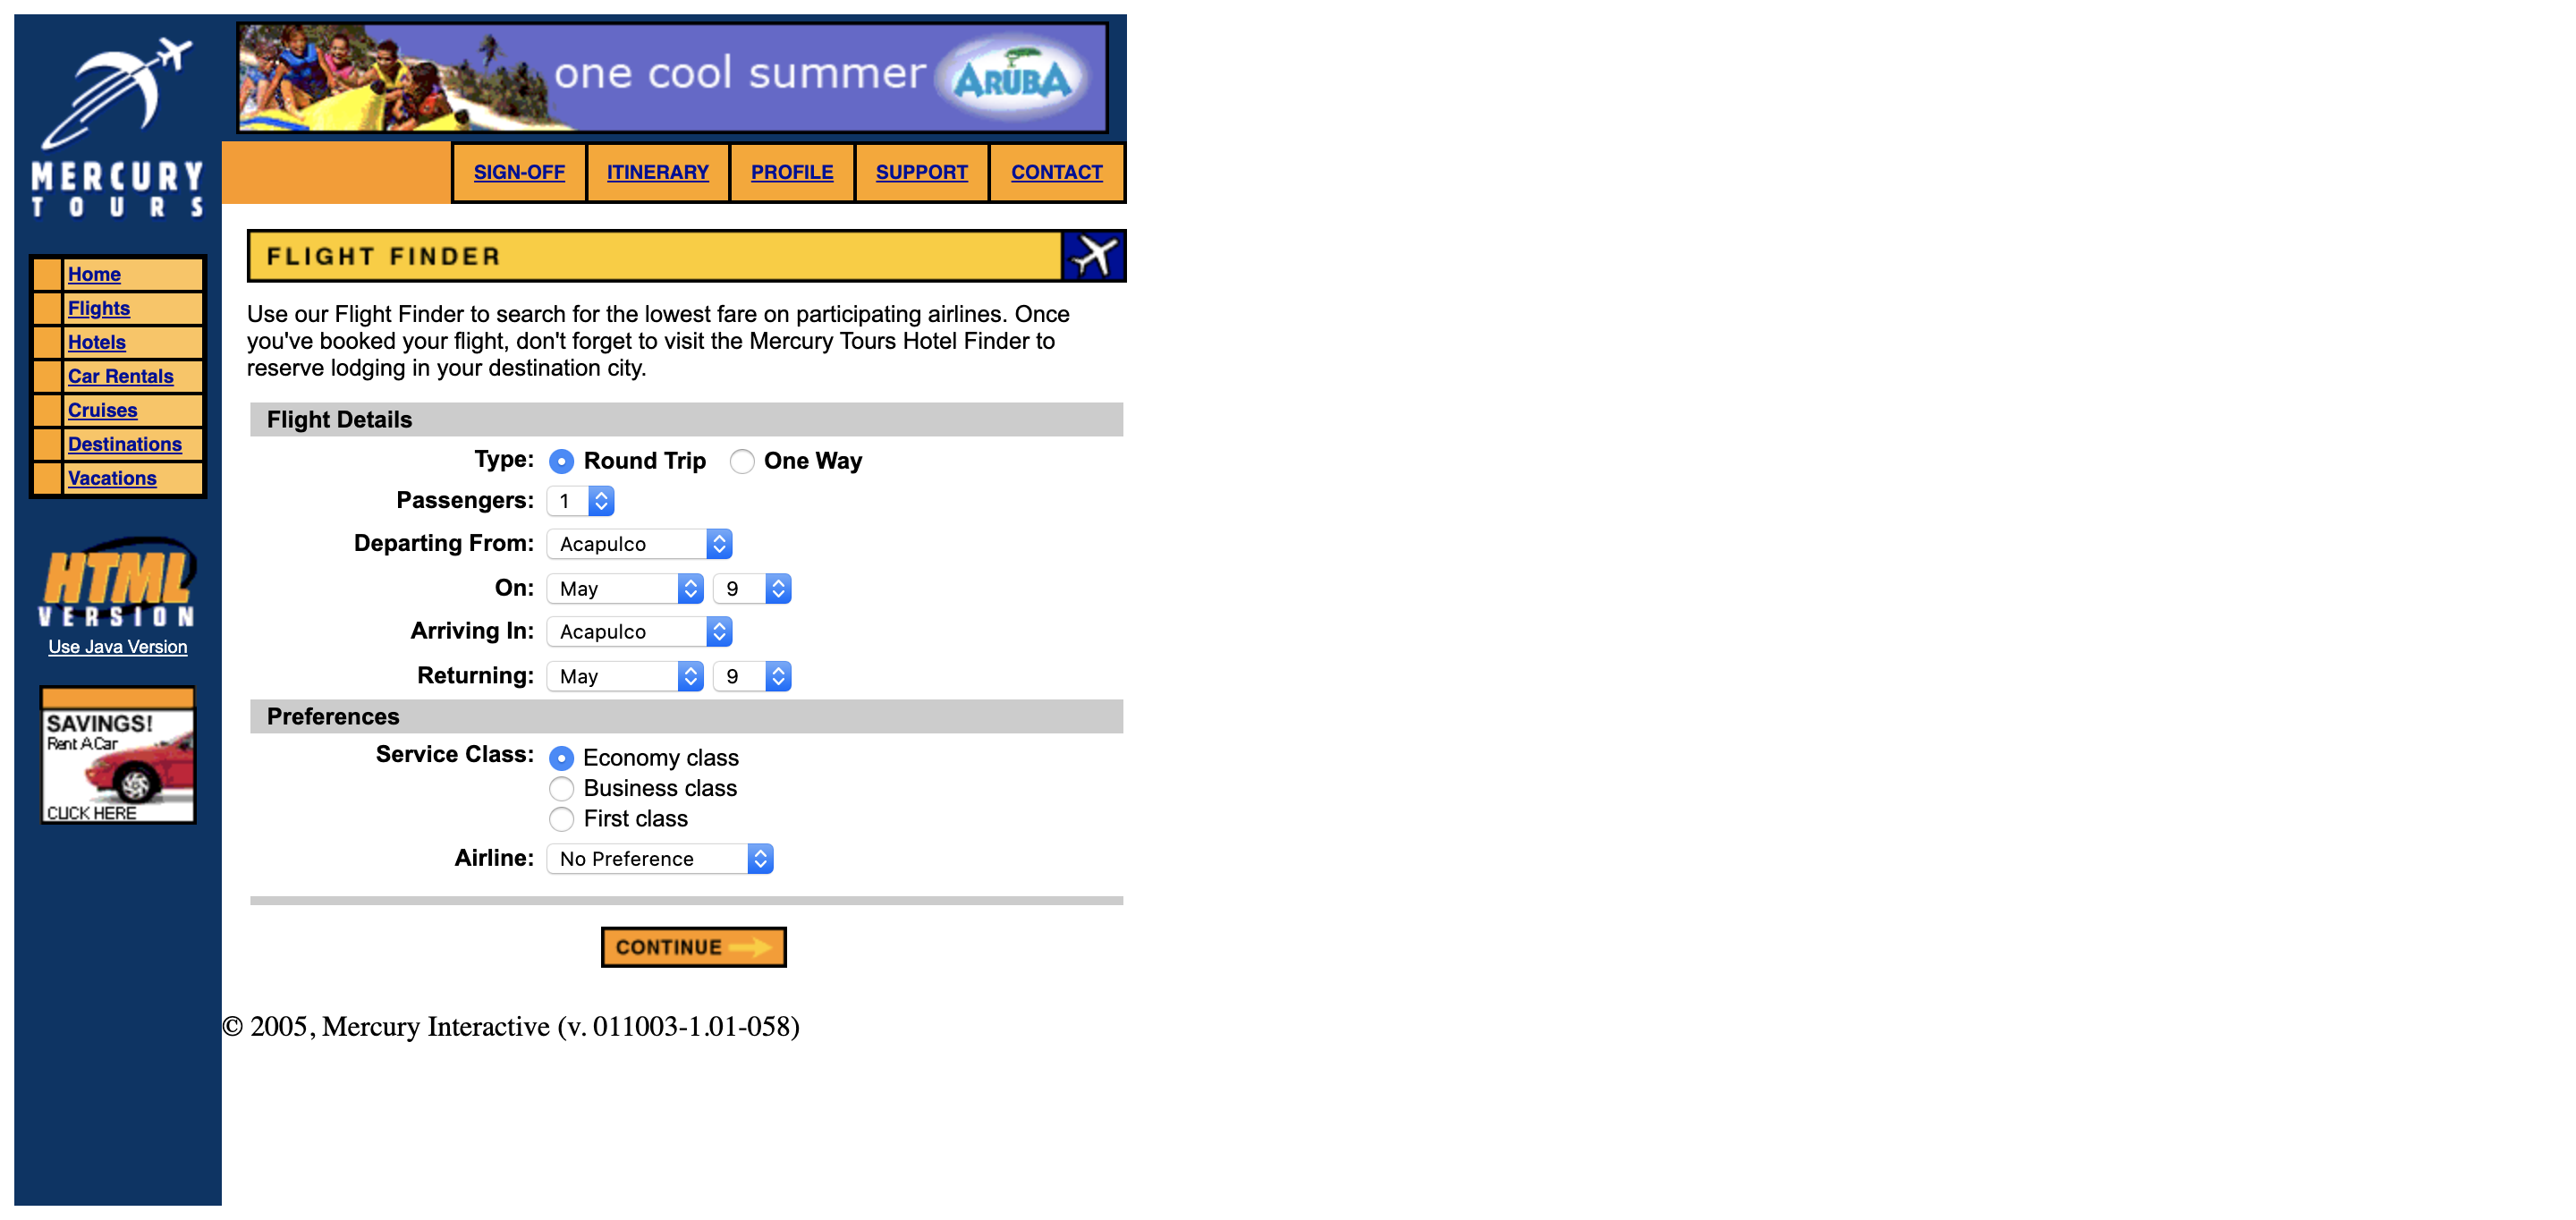 MERCURY
TOURS
one cool summer ARUBA
SIGN-OFF ITINERARY PROFILE SUPPORT CONTACT
Home
Flights
Hotels
Car Rentals
Cruises
Destinations
Vacations
HTML
VERSION
Use Java Version
SAVINGS!
Rent A Car
CLICK HERE
FLIGHT FINDER
Use our Flight Finder to search for the lowest fare on participating airlines. Once
you've booked your flight, don't forget to visit the Mercury Tours Hotel Finder to
reserve lodging in your destination city.
Flight Details
Type: Round Trip One Way
Passengers: 1
Departing From: Acapulco
On: May 9
Arriving In: Acapulco
Returning: May 9
Preferences
Service Class: Economy class
Business class
First class
Airline: No Preference
CONTINUE
© 2005, Mercury Interactive (v. 011003-1.01-058)